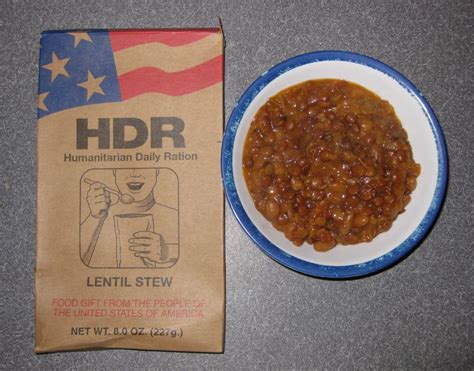 HDR
Humanitarian Daily Ration
LENTIL STEW
FOOD GIFT FROM THE PEOPLE OF
THE UNITED STATES OF AMERICA
NET WT. 8.0 OZ. (227g.)